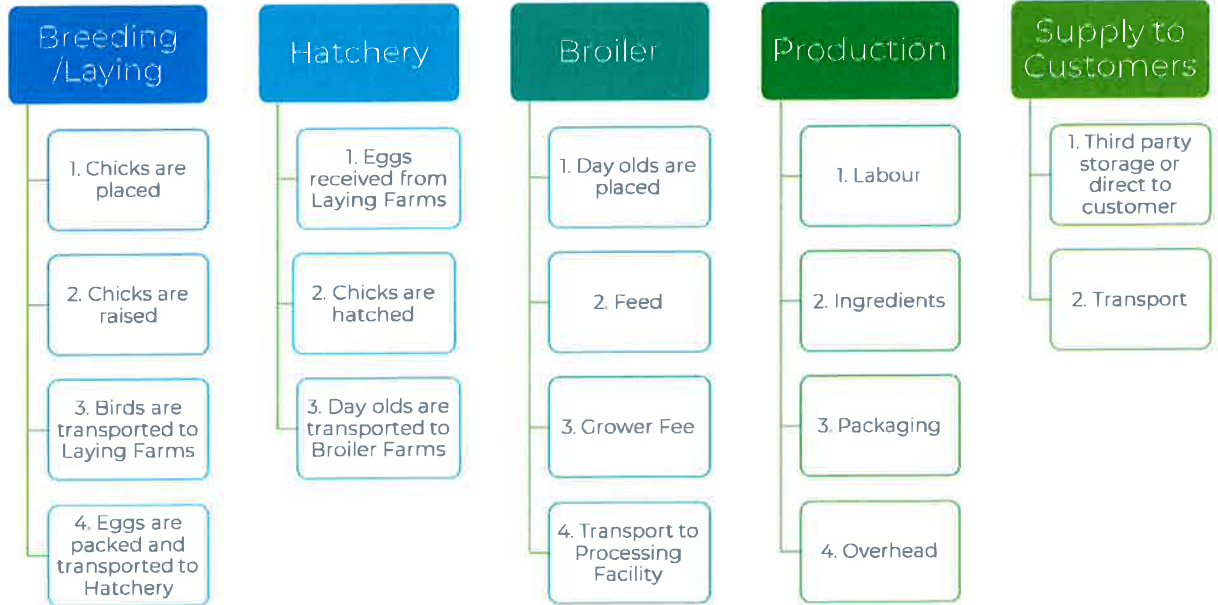 Breeding
/Laying
1. Chicks are
placed
2. Chicks are
raised
3. Birds are
transported to
Laying Farms
4. Eggs are
packed and
transported to
Hatchery
Hatchery
1. Eggs
received from
Laying Farms
2. Chicks are
hatched
3. Day olds are
transported to
Broiler Farms
Broiler
1. Day olds are
placed
2. Feed
3. Grower Fee
4. Transport to
Processing
Facility
Production
1. Labour
2. Ingredients
3. Packaging
4. Overhead
Supply to
Customers
1. Third party
storage or
direct to
customer
2. Transport